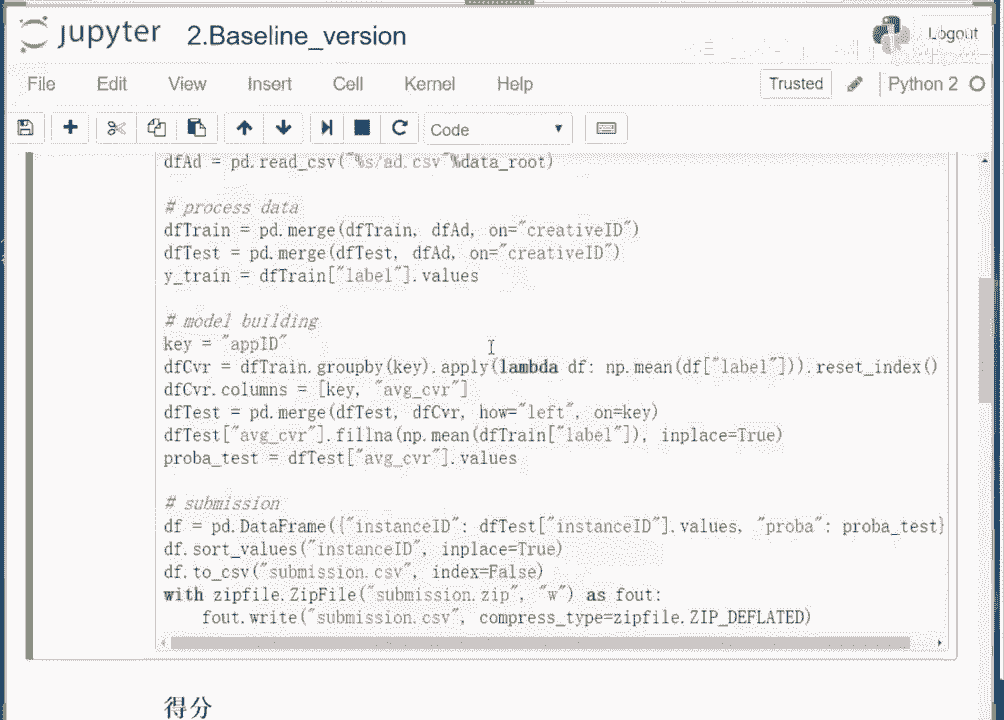 jupyter 2.Baseline_version
Logout
File Edit View Insert Cell Kernel Help
Trusted Python 2
Code
dfAd = pd.read_csv("%s/ad.csv"%data_root)
# process data
dfTrain = pd.merge(dfTrain, dfAd, on="creativeID")
dfTest = pd.merge(dfTest, dfAd, on="creativeID")
y_train = dfTrain["label"].values
# model building
key = "appID"
dfCvr = dfTrain.groupby(key).apply(lambda df: np.mean(df["label"])).reset_index()
dfCvr.columns = [key, "avg_cvr"]
dfTest = pd.merge(dfTest, dfCvr, how="left", on=key)
dfTest["avg_cvr"].fillna(np.mean(dfTrain["label"]), inplace=True)
proba_test = dfTest["avg_cvr"].values
# submission
df = pd.DataFrame({"instanceID": dfTest["instanceID"].values, "proba": proba_test}
df.sort_values("instanceID", inplace=True)
df.to_csv("submission.csv", index=False)
with zipfile.ZipFile("submission.zip", "w") as fout:
    fout.write("submission.csv", compress_type=zipfile.ZIP_DEFLATED)
得分